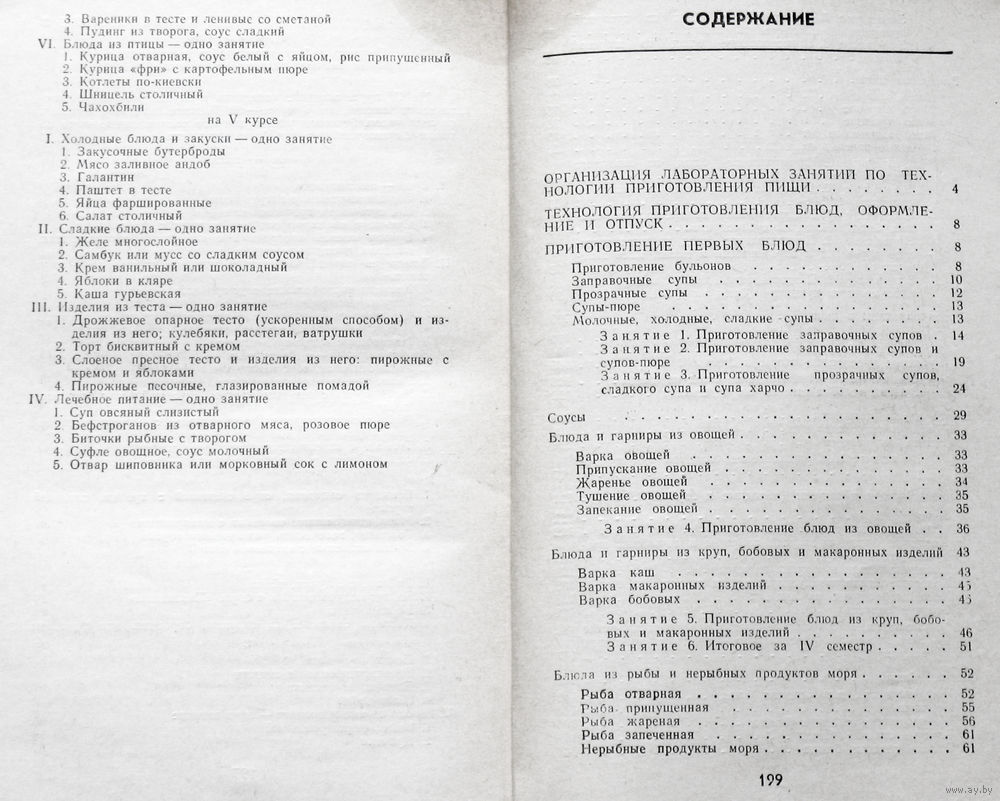 3. Вареники в тесте и ленивые со сметаной
4. Пудинг из творога, соус сладкий
VI. Блюда из птицы — одно занятие
1. Курица отварная, соус белый с яйцом, рис припущенный
2. Курица «фри» с картофельным пюре
3. Котлеты по-киевски
4. Шницель столичный
5. Чахохбили
на V курсе
I. Холодные блюда и закуски — одно занятие
1. Закусочные бутерброды
2. Мясо заливное андоб
3. Галантин
4. Паштет в тесте
5. Яйца фаршированные
6. Салат столичный
II. Сладкие блюда — одно занятие
1. Желе многослойное
2. Самбук или мусс со сладким соусом
3. Крем ванильный или шоколадный
4. Яблоки в кляре
5. Каша гурьевская
III. Изделия из теста — одно занятие
1. Дрожжевое опарное тесто (ускоренным способом) и из-
делия из него; кулебяки, расстегаи, ватрушки
2. Торт бисквитный с кремом
3. Слоеное пресное тесто и изделия из него: пирожные с
кремом и яблоками
4. Пирожные песочные, глазированные помадой
IV. Лечебное питание — одно занятие
1. Суп овсяный слизистый
2. Бефстроганов из отварного мяса, розовое пюре
3. Биточки рыбные с творогом
4. Суфле овощное, соус молочный
5. Отвар шиповника или морковный сок с лимоном
СОДЕРЖАНИЕ
ОРГАНИЗАЦИЯ ЛАБОРАТОРНЫХ ЗАНЯТИЙ ПО ТЕХ-
НОЛОГИИ ПРИГОТОВЛЕНИЯ ПИЩИ . . . . . . . . 4
ТЕХНОЛОГИЯ ПРИГОТОВЛЕНИЯ БЛЮД, ОФОРМЛЕ-
НИЕ И ОТПУСК . . . . . . . . . . . . . . . 8
ПРИГОТОВЛЕНИЕ ПЕРВЫХ БЛЮД . . . . . . . . 8
Приготовление бульонов . . . . . . . . . . . 8
Заправочные супы . . . . . . . . . . . . . 10
Прозрачные супы . . . . . . . . . . . . . 12
Супы-пюре . . . . . . . . . . . . . . . 13
Молочные, холодные, сладкие супы . . . . . . . 13
Занятие 1. Приготовление заправочных супов . 14
Занятие 2. Приготовление заправочных супов и
супов-пюре . . . . . . . . . . . . . . 19
Занятие 3. Приготовление прозрачных супов,
сладкого супа и супа харчо . . . . . . . . 24
Соусы . . . . . . . . . . . . . . . . . . 29
Блюда и гарниры из овощей . . . . . . . . . . . 33
Варка овощей . . . . . . . . . . . . . . 33
Припускание овощей . . . . . . . . . . . . 33
Жаренье овощей . . . . . . . . . . . . . 34
Тушение овощей . . . . . . . . . . . . . 35
Запекание овощей . . . . . . . . . . . . . 35
Занятие 4. Приготовление блюд из овощей . . 36
Блюда и гарниры из круп, бобовых и макаронных изделий 43
Варка каш . . . . . . . . . . . . . . . 43
Варка макаронных изделий . . . . . . . . . .
Варка бобовых . . . . . . . . . . . . . .
Занятие 5. Приготовление блюд из круп, бобо-
вых и макаронных изделий . . . . . . . . . 46
Занятие 6. Итоговое за IV семестр . . . . . 51
Блюда из рыбы и нерыбных продуктов моря . . . . . . 52
Рыба отварная . . . . . . . . . . . . . . 52
Рыба припущенная . . . . . . . . . . . . . 55
Рыба жареная . . . . . . . . . . . . . . 56
Рыба запеченная . . . . . . . . . . . . . 61
Нерыбные продукты моря . . . . . . . . . . . 61
199
www.ay.by